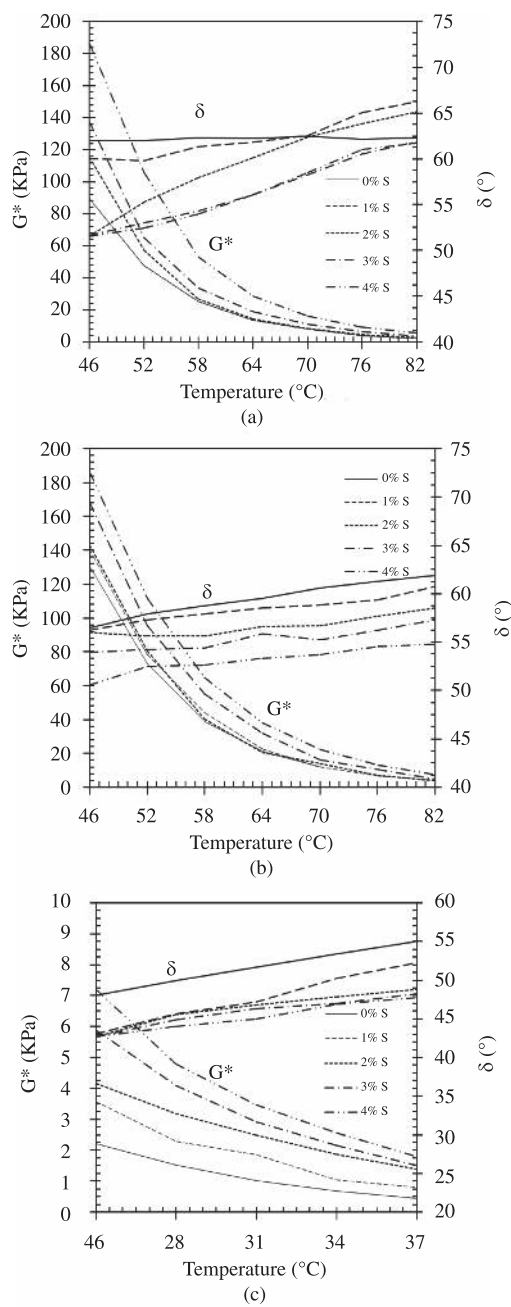 200
180
160
140
120
100
80
60
40
20
0
G* (KPa)
75
70
65
60
55
50
45
40
δ (°)
δ
G*
0% S
1% S
2% S
3% S
4% S
46 52 58 64 70 76 82
Temperature (°C)
(a)
200
180
160
140
120
100
80
60
40
20
0
G* (KPa)
75
70
65
60
55
50
45
40
δ (°)
0% S
1% S
2% S
3% S
4% S
δ
G*
46 52 58 64 70 76 82
Temperature (°C)
(b)
10
9
8
7
6
5
4
3
2
1
0
G* (KPa)
60
55
50
45
40
35
30
25
20
δ (°)
δ
G*
0% S
1% S
2% S
3% S
4% S
46 28 31 34 37
Temperature (°C)
(c)